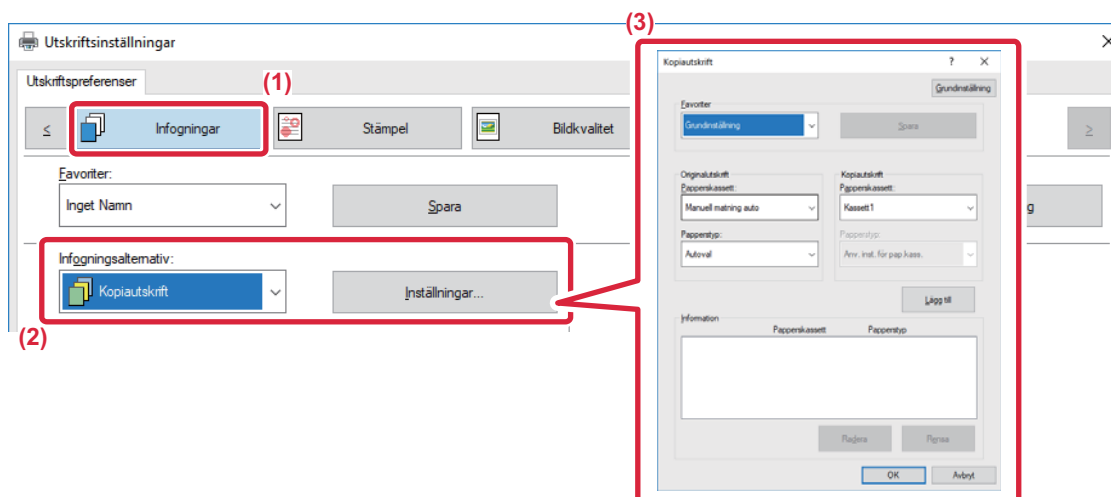 (3)
Utskriftsinställningar
Utskriftspreferenser
(1)
≤ Infogningar Stämpel Bildkvalitet ≥
Favoriter:
Inget Namn Spara g
Infogningsalternativ:
Kopiautskrift Inställningar...
(2)
Kopiautskrift ? ×
Grundinställning
Favoriter
Grundinställning Spara
Originalutskrift Kopiautskrift
Papperskassett: Papperskassett:
Manuell matning auto Kassett1
Papperstyp: Papperstyp:
Autoval Anv. inst. för pap.kass.
Lägg till
Information
Papperskassett Papperstyp
Radera Rensa
OK Avbryt